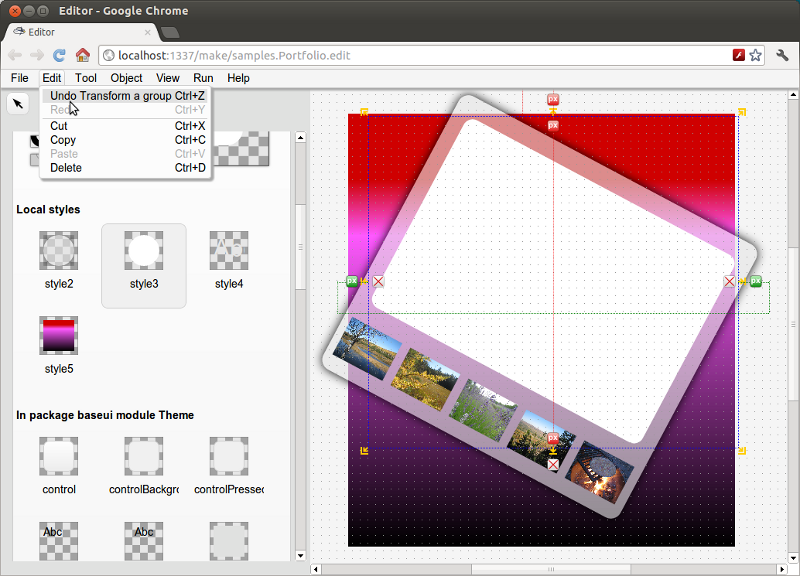 Editor - Google Chrome
Editor
localhost:1337/make/samples.Portfolio.edit
File Edit Tool Object View Run Help
Undo Transform a group Ctrl+Z
Ctrl+Y
Cut Ctrl+X
Copy Ctrl+C
Paste Ctrl+V
Delete Ctrl+D
Local styles
style2 style3 style4
style5
In package baseui module Theme
control controlBackgro controlPressed
Abc Abc
px
px
px px
px